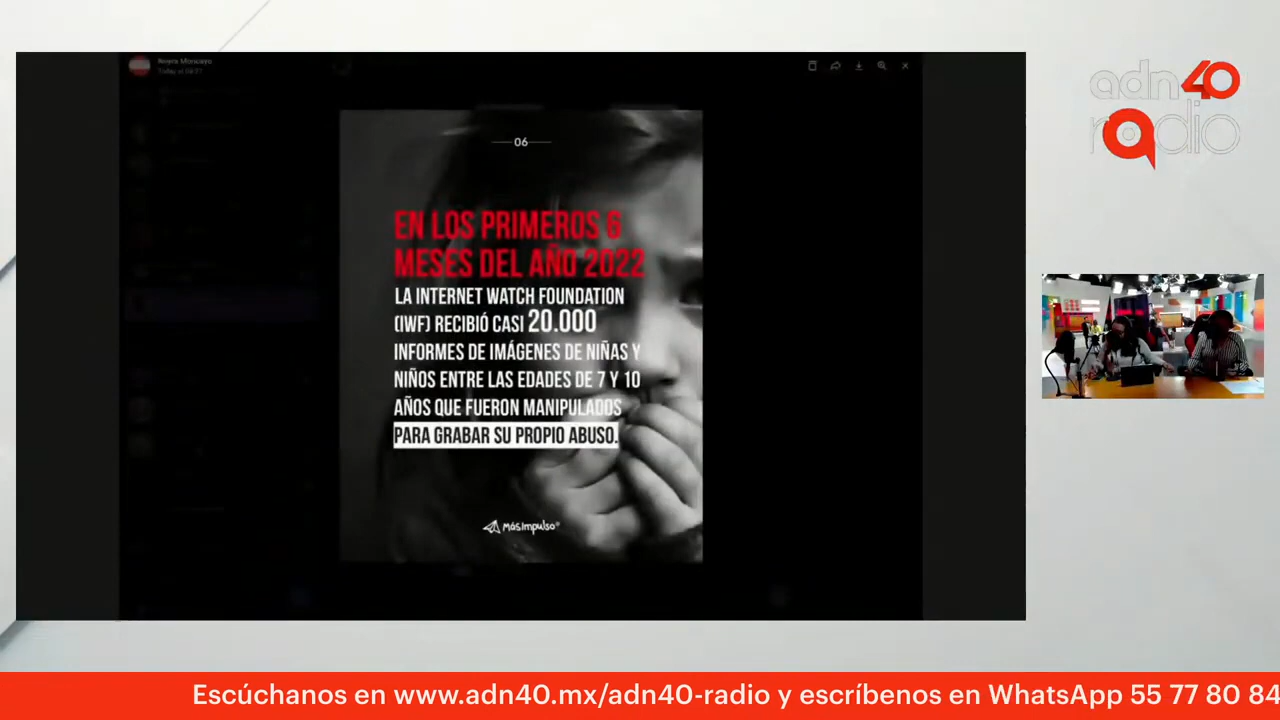 adn40
radio
06
EN LOS PRIMEROS 6
MESES DEL AÑO 2022
LA INTERNET WATCH FOUNDATION
(IWF) RECIBIÓ CASI 20.000
INFORMES DE IMÁGENES DE NIÑAS Y
NIÑOS ENTRE LAS EDADES DE 7 Y 10
AÑOS QUE FUERON MANIPULADOS
PARA GRABAR SU PROPIO ABUSO.
másimpulso®
Escúchanos en www.adn40.mx/adn40-radio y escríbenos en WhatsApp 55 77 80 84